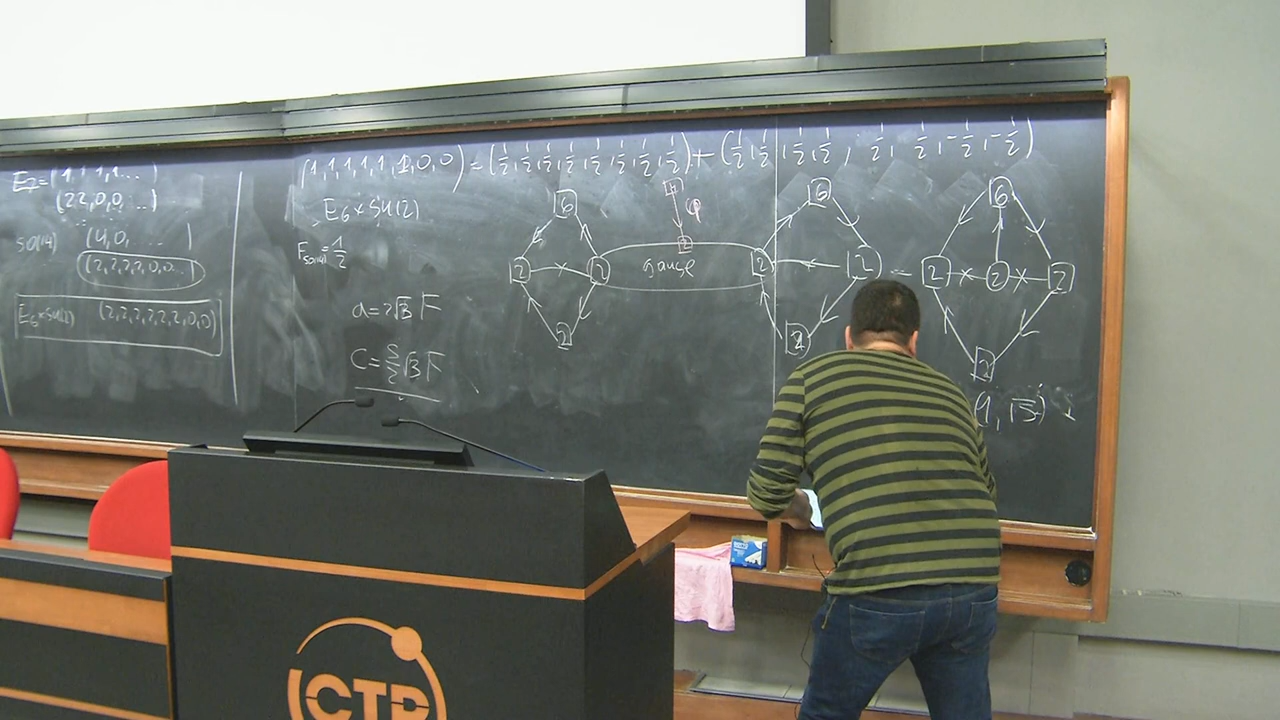 E₇=(1,1,1,1...)
(2,2,0,0...)
SO(14) (4,0, ... )
(2,2,2,2,0,0...)
E₆×SU(2) (2,2,2,2,2,2,0,0)
(1,1,1,1,1,1,0,0) = (½,½,½,½,½,½,½,½)+(½,½,½,½,½,½,-½,-½)
E₆×SU(2)
F_SO(14)=1/2
a=2√3 F
C=5/2 √3 F
6
2 2
2
φ
2
gauge
6
2 2
2
=
6
2 2 2
2
ICTP